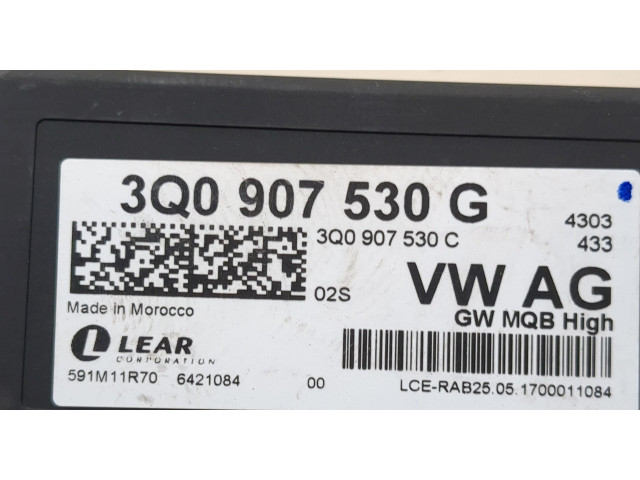 3Q0 907 530 G
4303
3Q0 907 530 C
433
02S
VW AG
GW MQB High
Made in Morocco
LEAR
CORPORATION
591M11R70 6421084 00
LCE-RAB25.05.1700011084